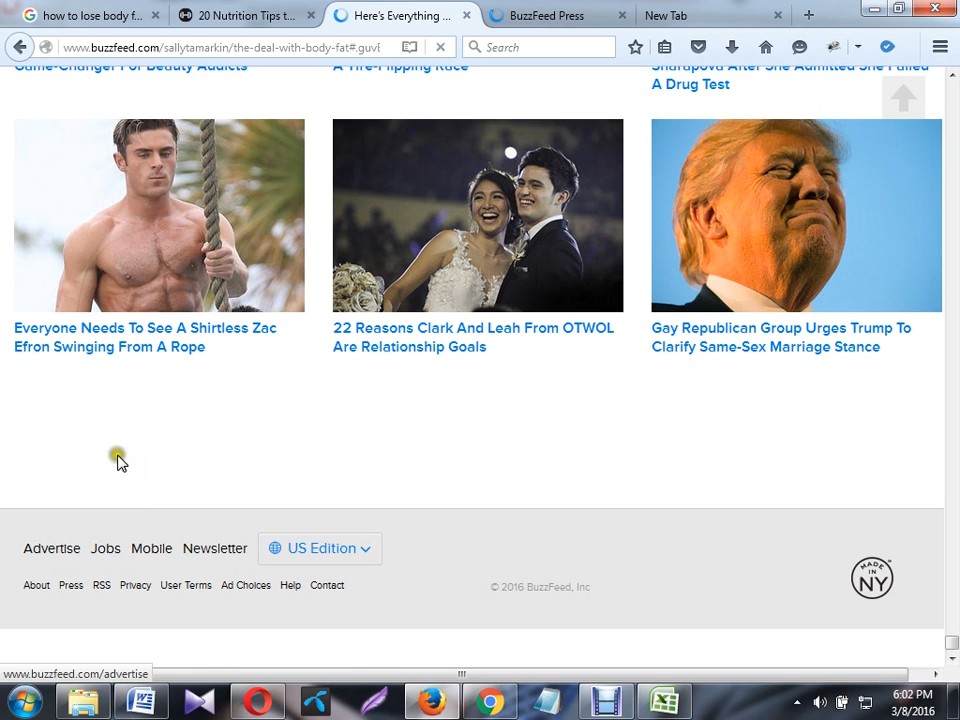 how to lose body f...
20 Nutrition Tips t...
Here's Everything ...
BuzzFeed Press
New Tab
www.buzzfeed.com/sallytamarkin/the-deal-with-body-fat#.guv
Search
Game-Changer For Beauty Addicts
A Tire-Flipping Race
Sharapova After She Admitted She Failed
A Drug Test
Everyone Needs To See A Shirtless Zac
Efron Swinging From A Rope
22 Reasons Clark And Leah From OTWOL
Are Relationship Goals
Gay Republican Group Urges Trump To
Clarify Same-Sex Marriage Stance
Advertise Jobs Mobile Newsletter US Edition
About Press RSS Privacy User Terms Ad Choices Help Contact
© 2016 BuzzFeed, Inc
MADE
IN
NY
www.buzzfeed.com/advertise
6:02 PM
3/8/2016